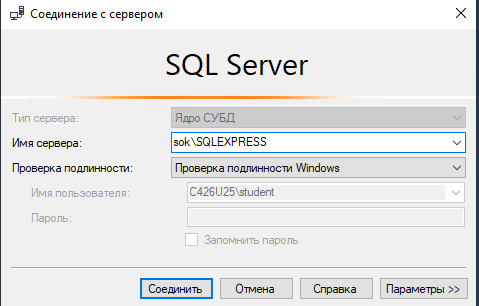 Соединение с сервером
SQL Server
Тип сервера: Ядро СУБД
Имя сервера: sok\SQLEXPRESS
Проверка подлинности: Проверка подлинности Windows
Имя пользователя: C426U25\student
Пароль:
Запомнить пароль
Соединить Отмена Справка Параметры >>